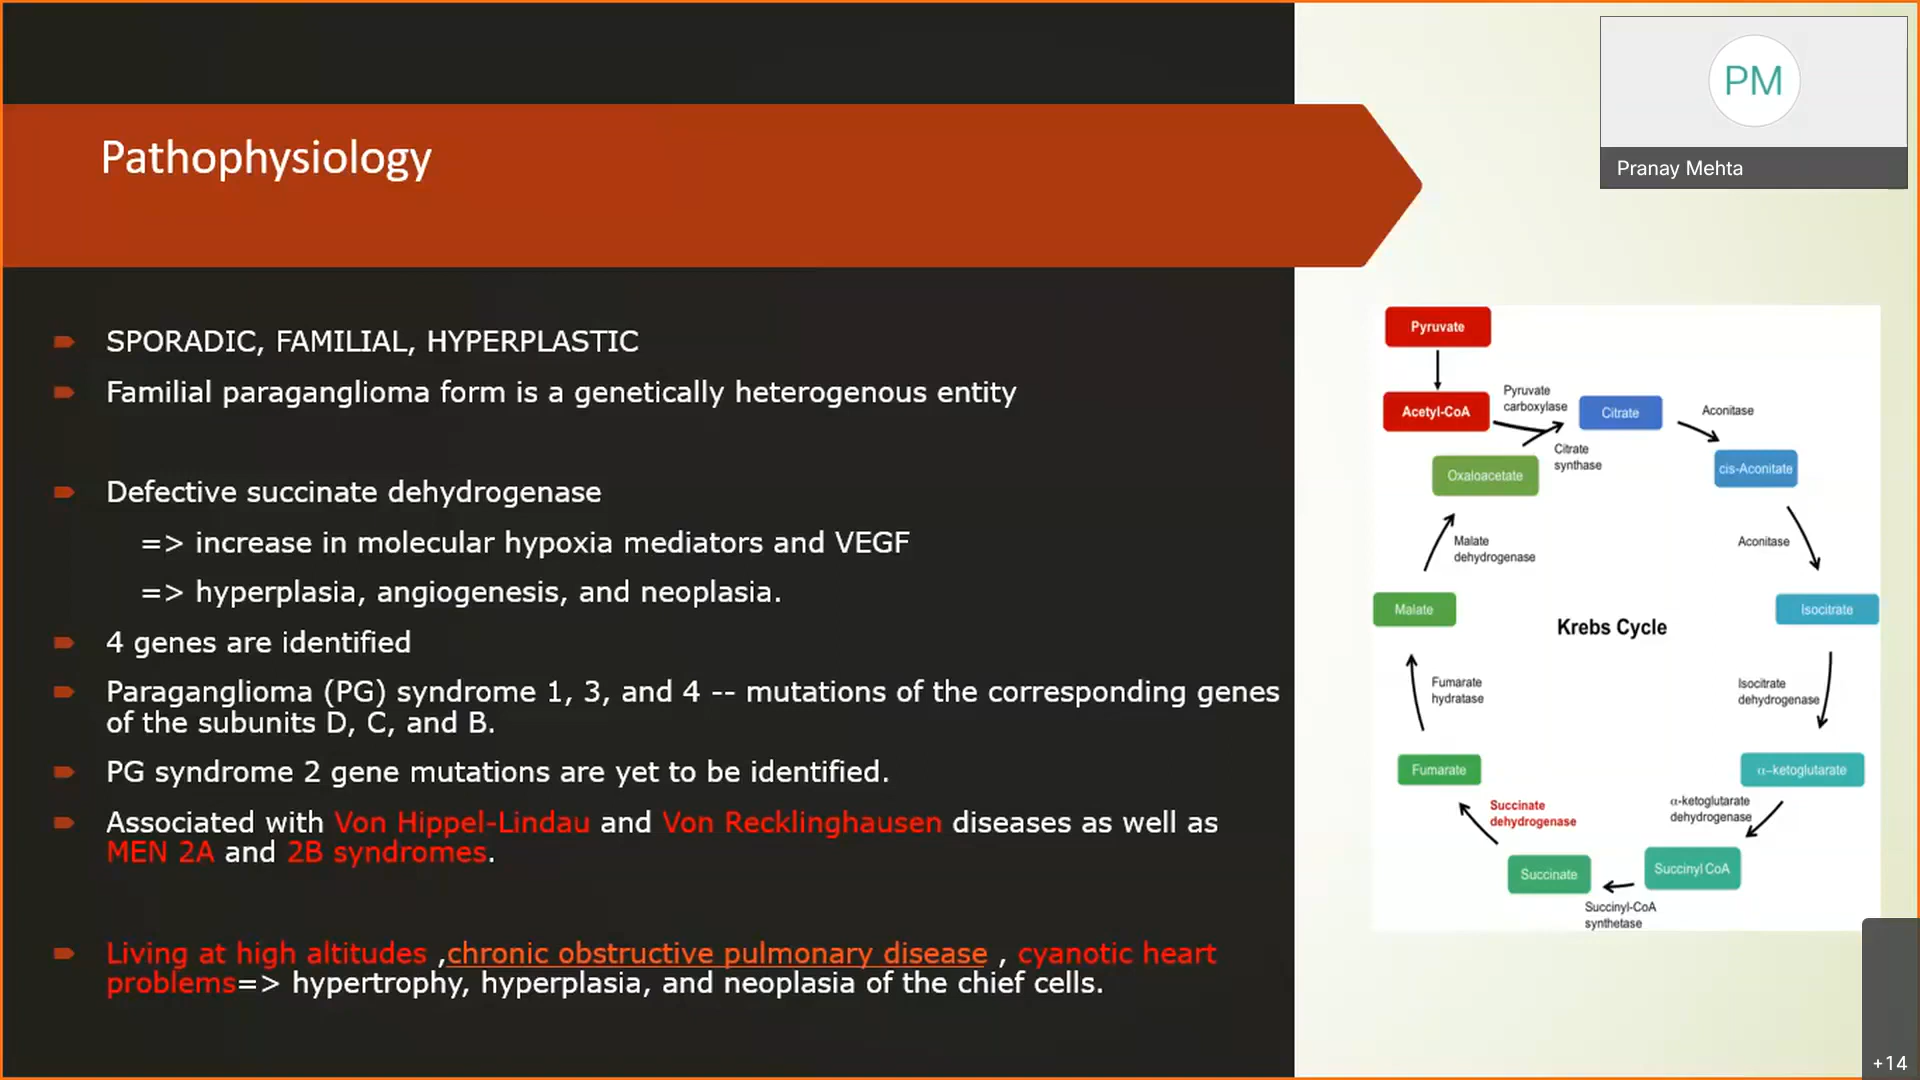 Pathophysiology
SPORADIC, FAMILIAL, HYPERPLASTIC
Familial paraganglioma form is a genetically heterogenous entity
Defective succinate dehydrogenase
=> increase in molecular hypoxia mediators and VEGF
=> hyperplasia, angiogenesis, and neoplasia.
4 genes are identified
Paraganglioma (PG) syndrome 1, 3, and 4 -- mutations of the corresponding genes
of the subunits D, C, and B.
PG syndrome 2 gene mutations are yet to be identified.
Associated with Von Hippel-Lindau and Von Recklinghausen diseases as well as
MEN 2A and 2B syndromes.
Living at high altitudes ,chronic obstructive pulmonary disease , cyanotic heart
problems=> hypertrophy, hyperplasia, and neoplasia of the chief cells.
PM
Pranay Mehta
Pyruvate
Acetyl-CoA
Pyruvate
carboxylase
Citrate
Aconitase
Citrate
synthase
Oxaloacetate
cis-Aconitate
Malate
dehydrogenase
Aconitase
Malate
Isocitrate
Krebs Cycle
Fumarate
hydratase
Isocitrate
dehydrogenase
Fumarate
α-ketoglutarate
Succinate
dehydrogenase
α-ketoglutarate
dehydrogenase
Succinate
Succinyl CoA
Succinyl-CoA
synthetase
+14